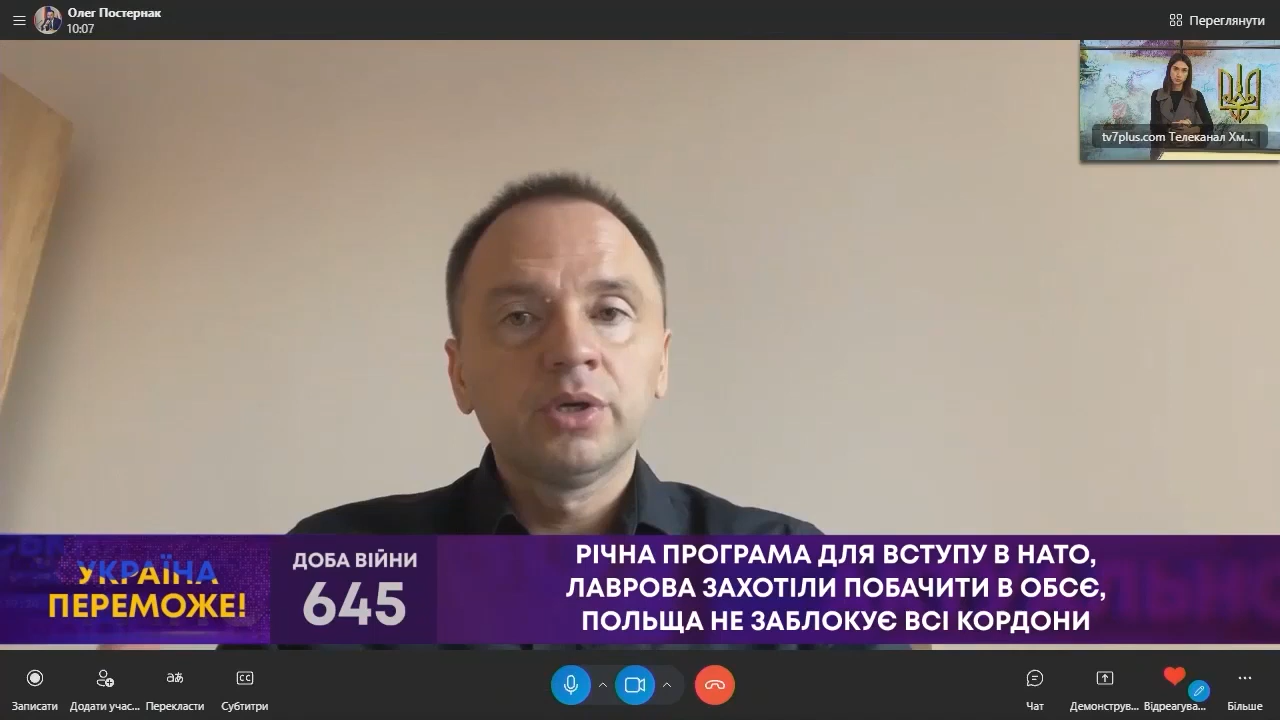 Олег Постернак
10:07
Переглянути
tv7plus.com Телеканал Хм...
УКРАЇНА
ПЕРЕМОЖЕ!
ДОБА ВІЙНИ
645
РІЧНА ПРОГРАМА ДЛЯ ВСТУПУ В НАТО,
ЛАВРОВА ЗАХОТІЛИ ПОБАЧИТИ В ОБСЄ,
ПОЛЬЩА НЕ ЗАБЛОКУЄ ВСІ КОРДОНИ
Записати
Додати учас...
Перекласти
Субтитри
Чат
Демонструв...
Відреагува...
Більше